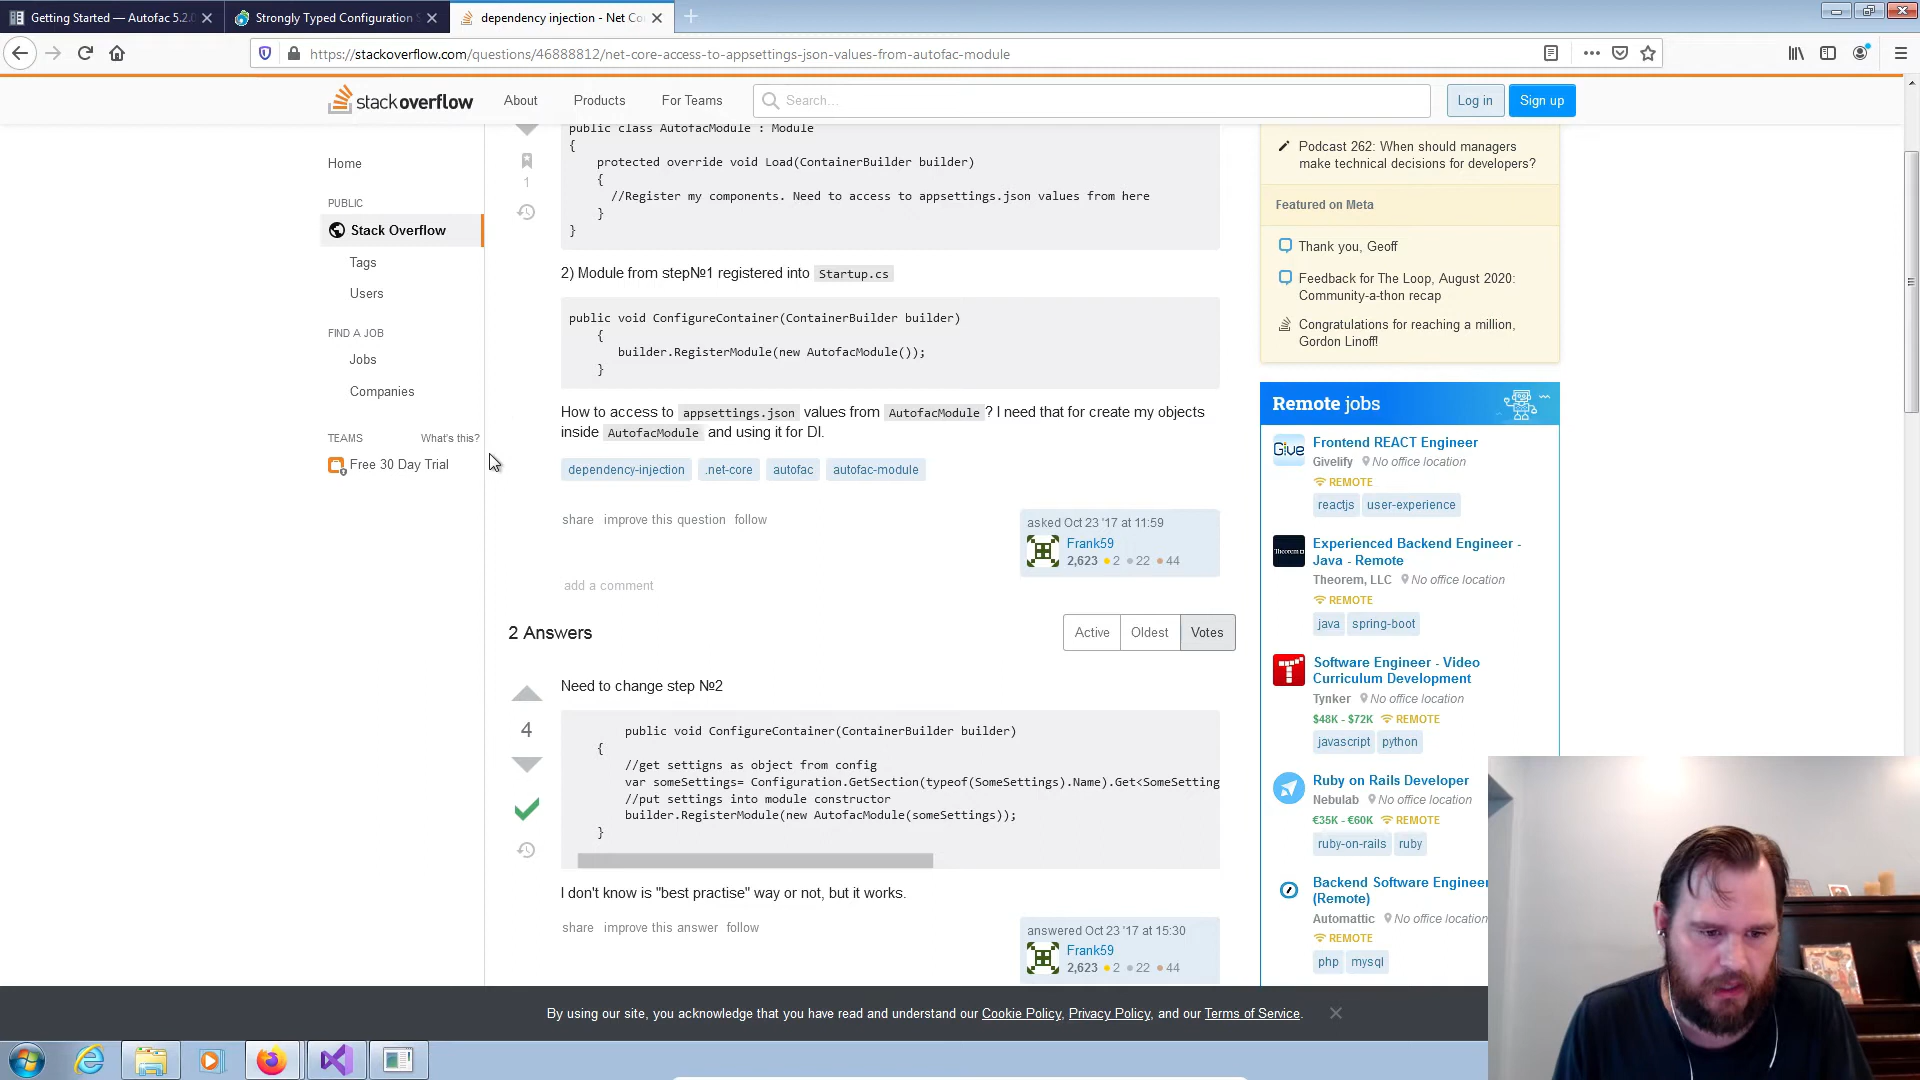 Getting Started — Autofac 5.2.0
Strongly Typed Configuration S
dependency injection - Net Co
https://stackoverflow.com/questions/46888812/net-core-access-to-appsettings-json-values-from-autofac-module
stackoverflow
About
Products
For Teams
Search...
Log in
Sign up
Home
PUBLIC
Stack Overflow
Tags
Users
FIND A JOB
Jobs
Companies
TEAMS
What's this?
Free 30 Day Trial
1
public class AutofacModule : Module
{
protected override void Load(ContainerBuilder builder)
{
//Register my components. Need to access to appsettings.json values from here
}
}
2) Module from step№1 registered into Startup.cs
public void ConfigureContainer(ContainerBuilder builder)
{
builder.RegisterModule(new AutofacModule());
}
How to access to appsettings.json values from AutofacModule? I need that for create my objects
inside AutofacModule and using it for DI.
dependency-injection .net-core autofac autofac-module
share improve this question follow
asked Oct 23 '17 at 11:59
Frank59
2,623 2 22 44
add a comment
2 Answers
Active Oldest Votes
4
Need to change step №2
public void ConfigureContainer(ContainerBuilder builder)
{
//get settigns as object from config
var someSettings= Configuration.GetSection(typeof(SomeSettings).Name).Get<SomeSetting
//put settings into module constructor
builder.RegisterModule(new AutofacModule(someSettings));
}
I don't know is "best practise" way or not, but it works.
share improve this answer follow
answered Oct 23 '17 at 15:30
Frank59
2,623 2 22 44
Podcast 262: When should managers
make technical decisions for developers?
Featured on Meta
Thank you, Geoff
Feedback for The Loop, August 2020:
Community-a-thon recap
Congratulations for reaching a million,
Gordon Linoff!
Remote jobs
Give
Frontend REACT Engineer
Givelify No office location
REMOTE
reactjs user-experience
Theorem
Experienced Backend Engineer -
Java - Remote
Theorem, LLC No office location
REMOTE
java spring-boot
Software Engineer - Video
Curriculum Development
Tynker No office location
$48K - $72K REMOTE
javascript python
Ruby on Rails Developer
Nebulab No office location
€35K - €60K REMOTE
ruby-on-rails ruby
Backend Software Engineer
(Remote)
Automattic No office location
REMOTE
php mysql
By using our site, you acknowledge that you have read and understand our Cookie Policy, Privacy Policy, and our Terms of Service.